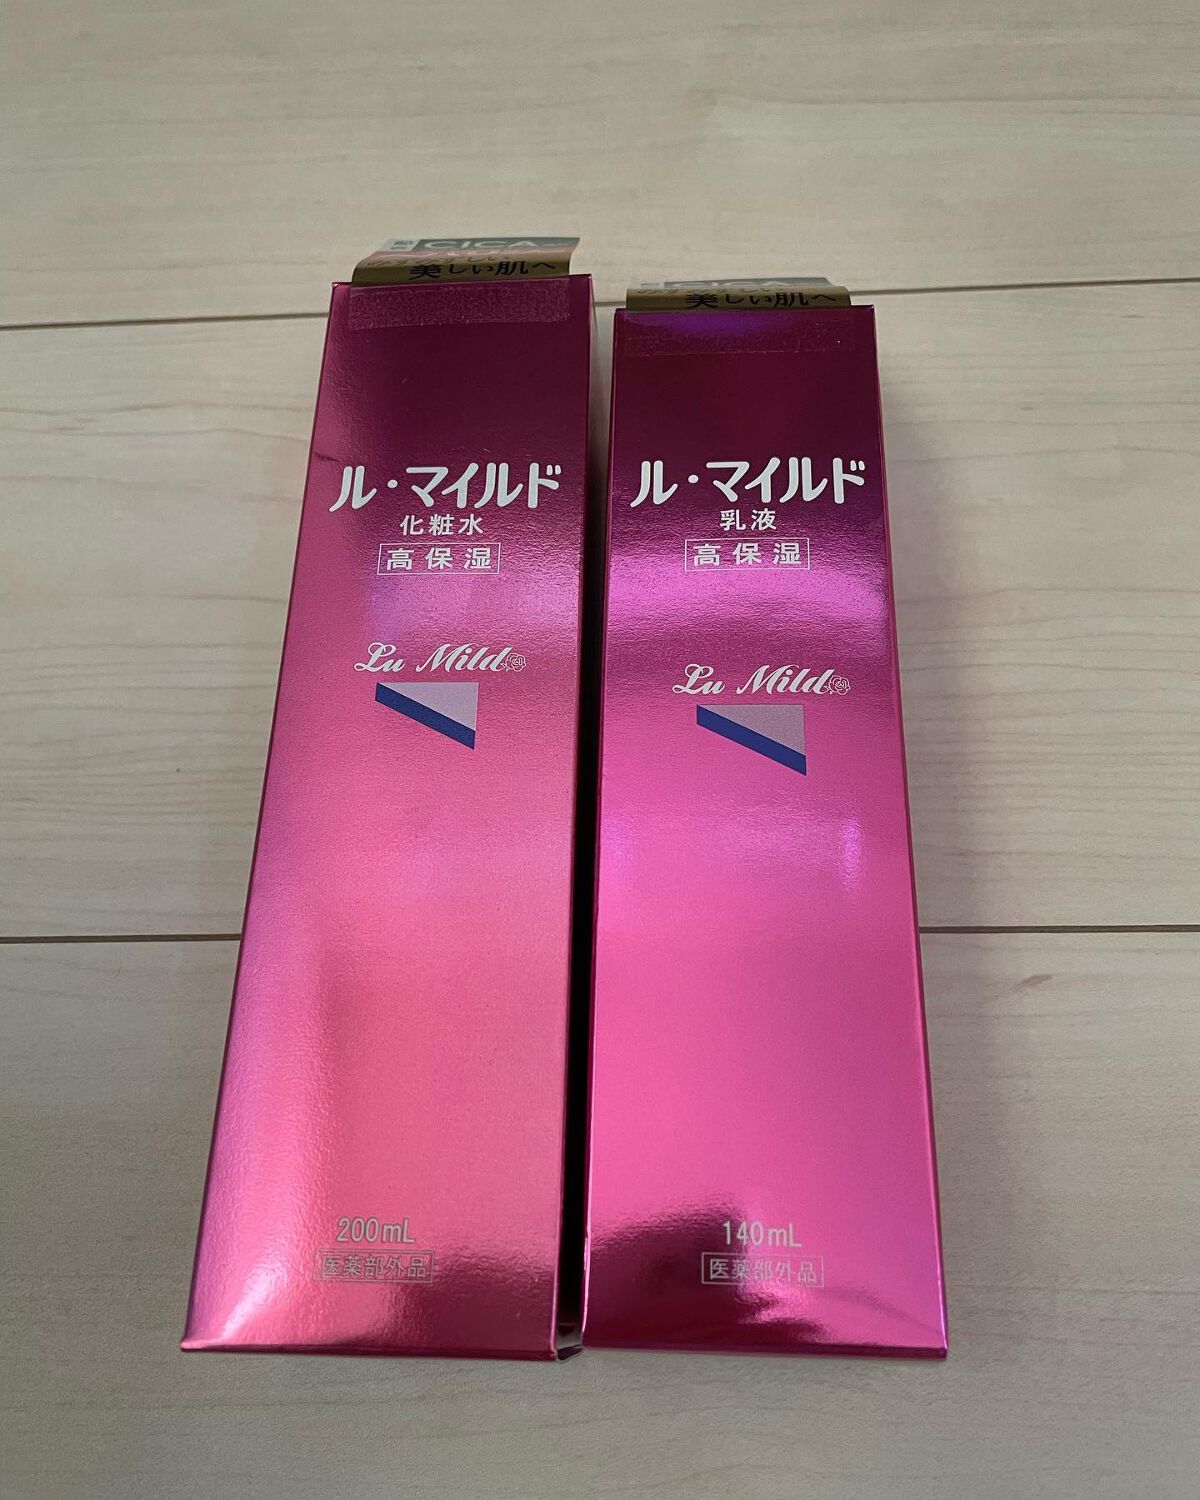 CICA
美しい肌へ
ル・マイルド
化粧水
高保湿
Lu Mild
200mL
医薬部外品
CICA
美しい肌へ
ル・マイルド
乳液
高保湿
Lu Mild
140mL
医薬部外品